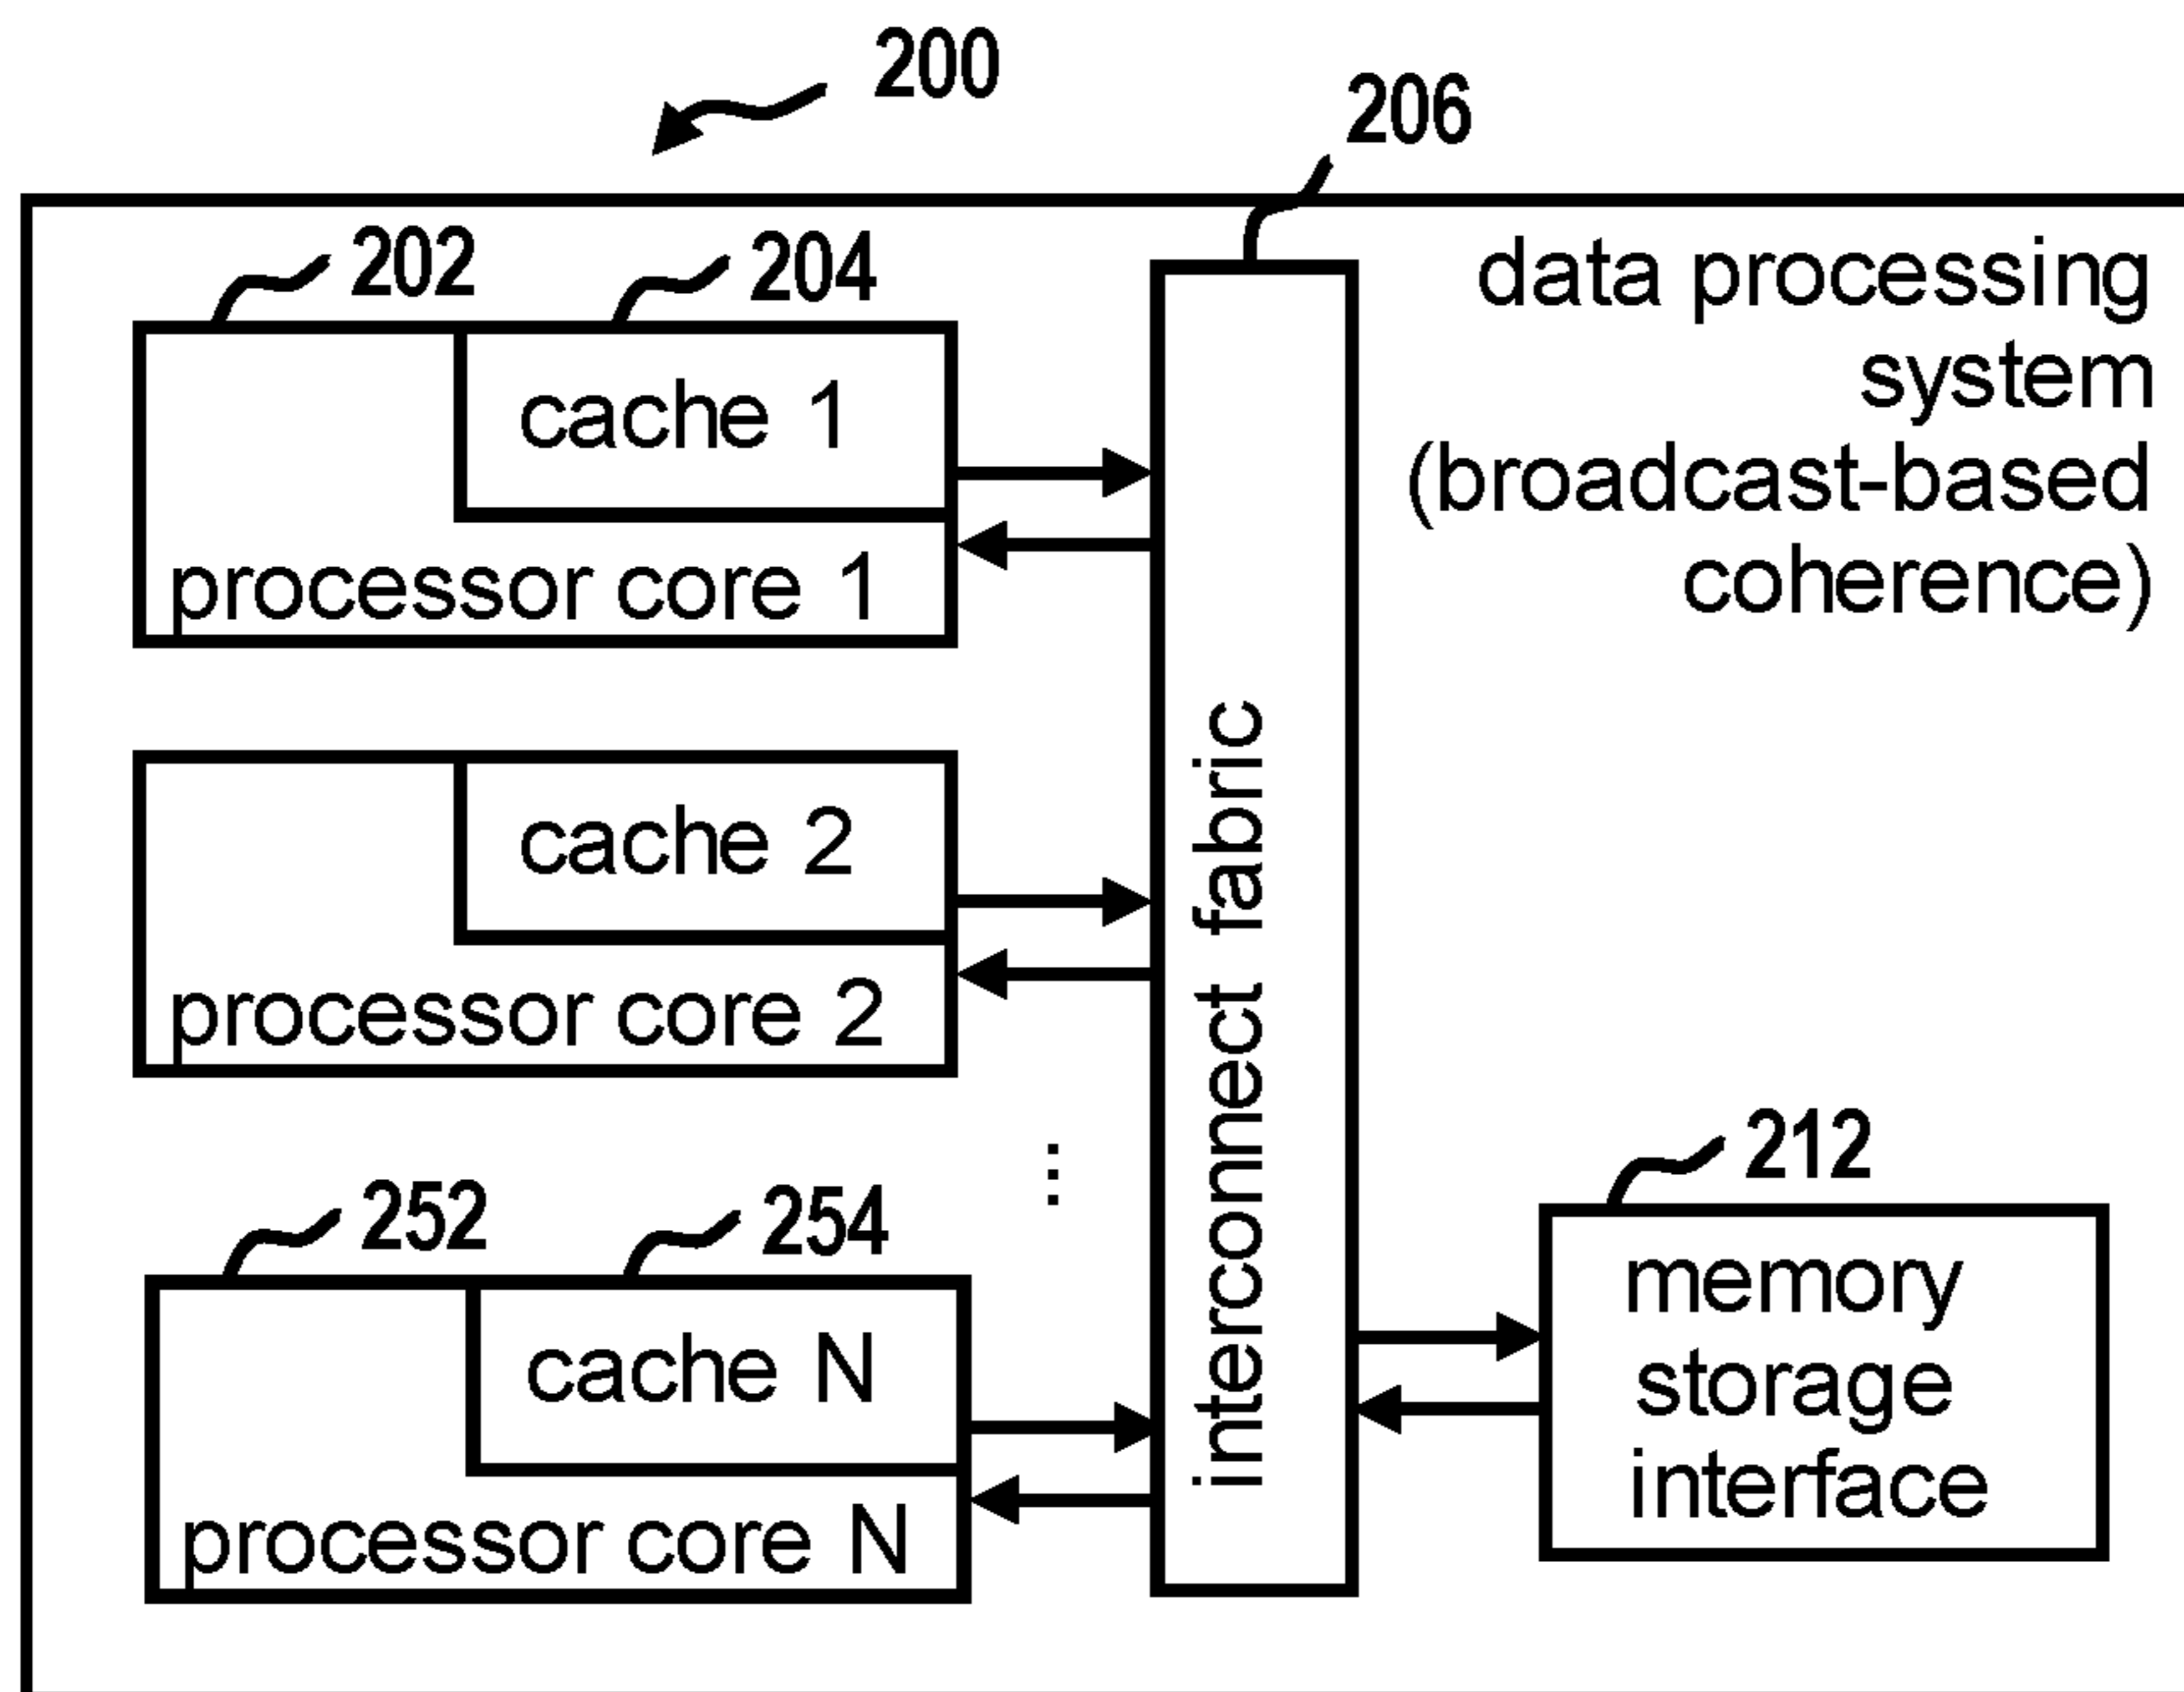 200
206
202
204
data processing
system
(broadcast-based
coherence)
cache 1
processor core 1
cache 2
processor core 2
interconnect fabric
...
212
252
254
memory
storage
interface
cache N
processor core N